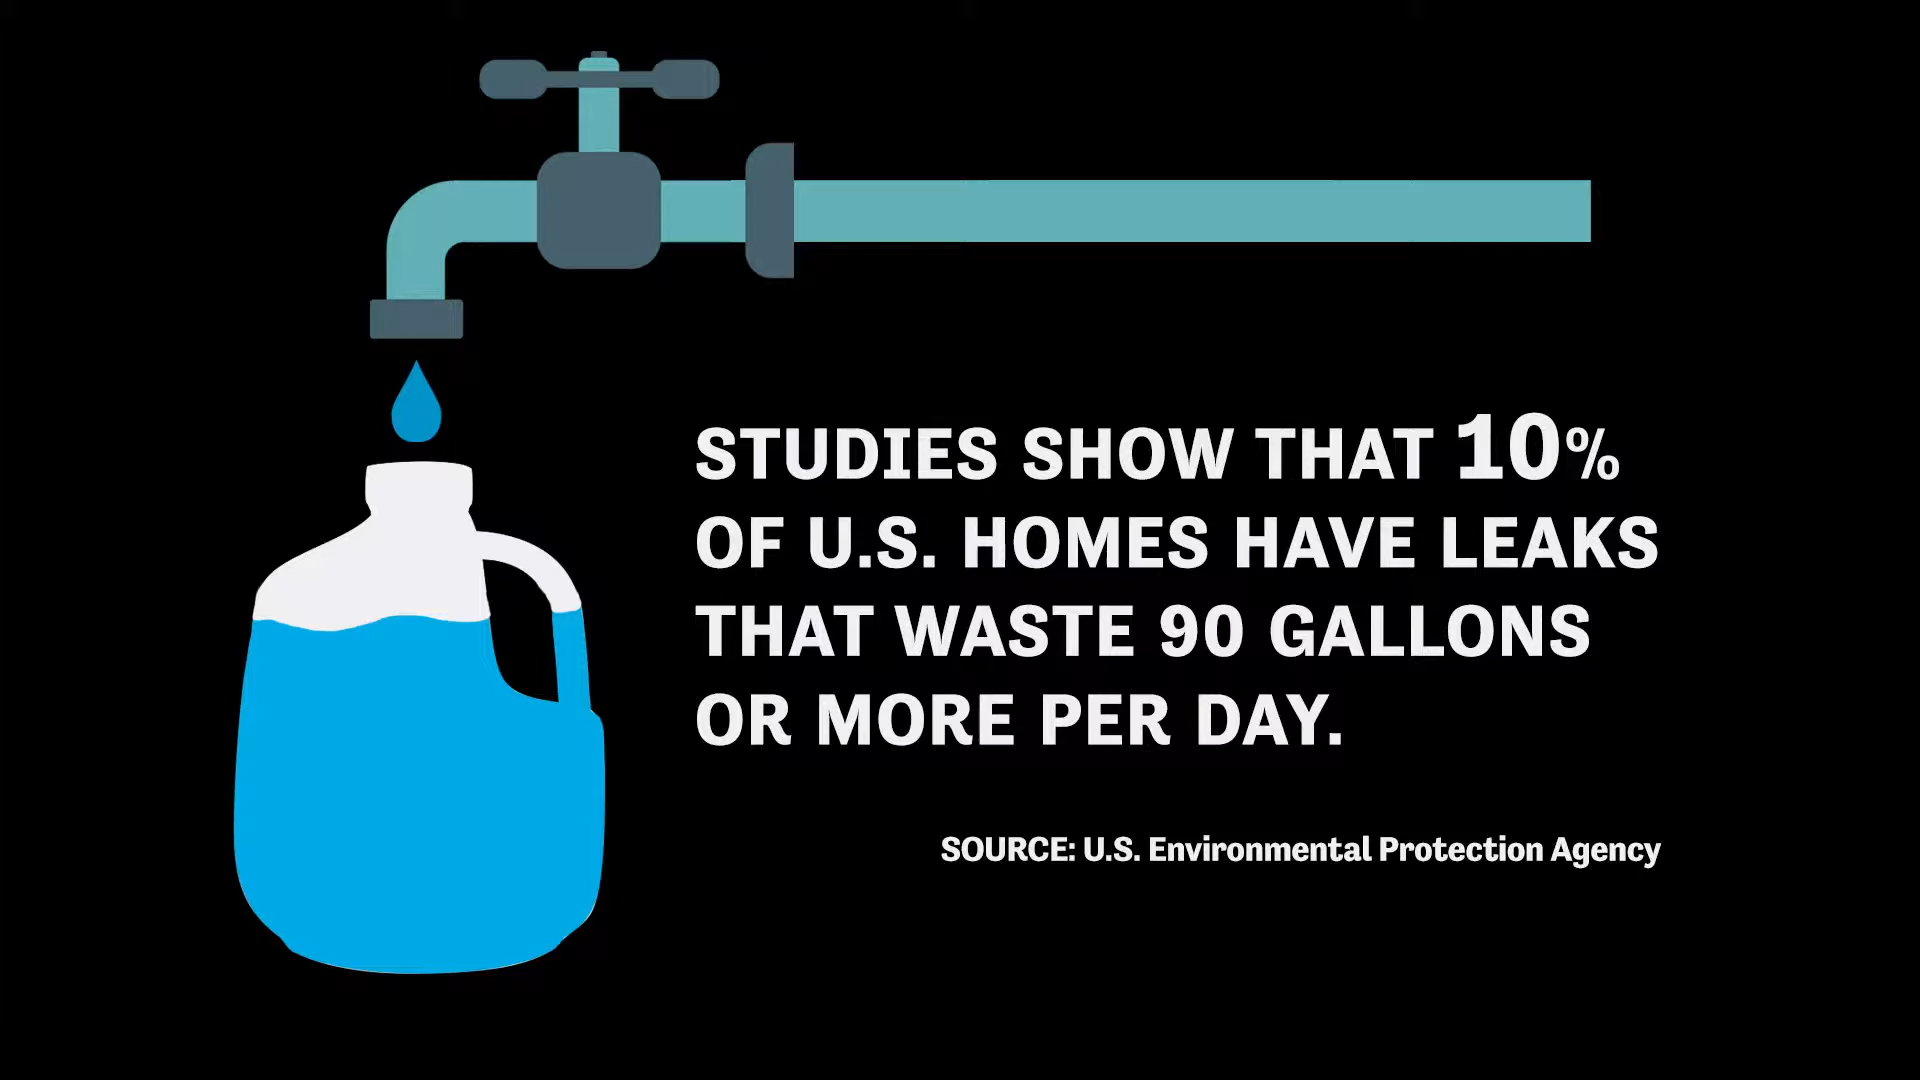 STUDIES SHOW THAT 10%
OF U.S. HOMES HAVE LEAKS
THAT WASTE 90 GALLONS
OR MORE PER DAY.
SOURCE: U.S. Environmental Protection Agency